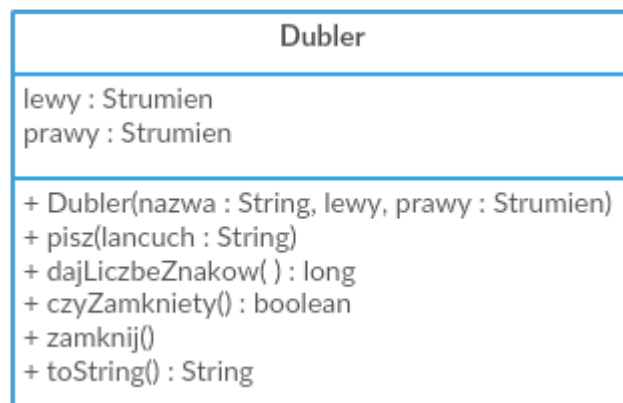 Dubler
lewy : Strumien
prawy : Strumien
+ Dubler(nazwa : String, lewy, prawy : Strumien)
+ pisz(lancuch : String)
+ dajLiczbeZnakow( ) : long
+ czyZamkniety() : boolean
+ zamknij()
+ toString() : String